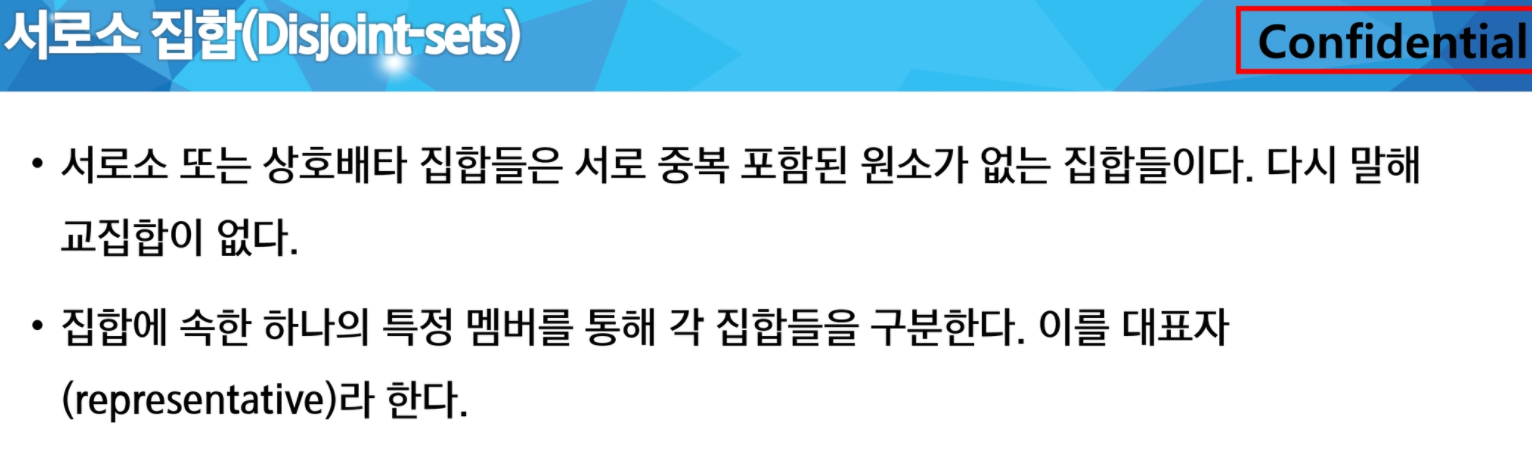 서로소 집합(Disjoint-sets)
Confidential
• 서로소 또는 상호배타 집합들은 서로 중복 포함된 원소가 없는 집합들이다. 다시 말해
교집합이 없다.
• 집합에 속한 하나의 특정 멤버를 통해 각 집합들을 구분한다. 이를 대표자
(representative)라 한다.